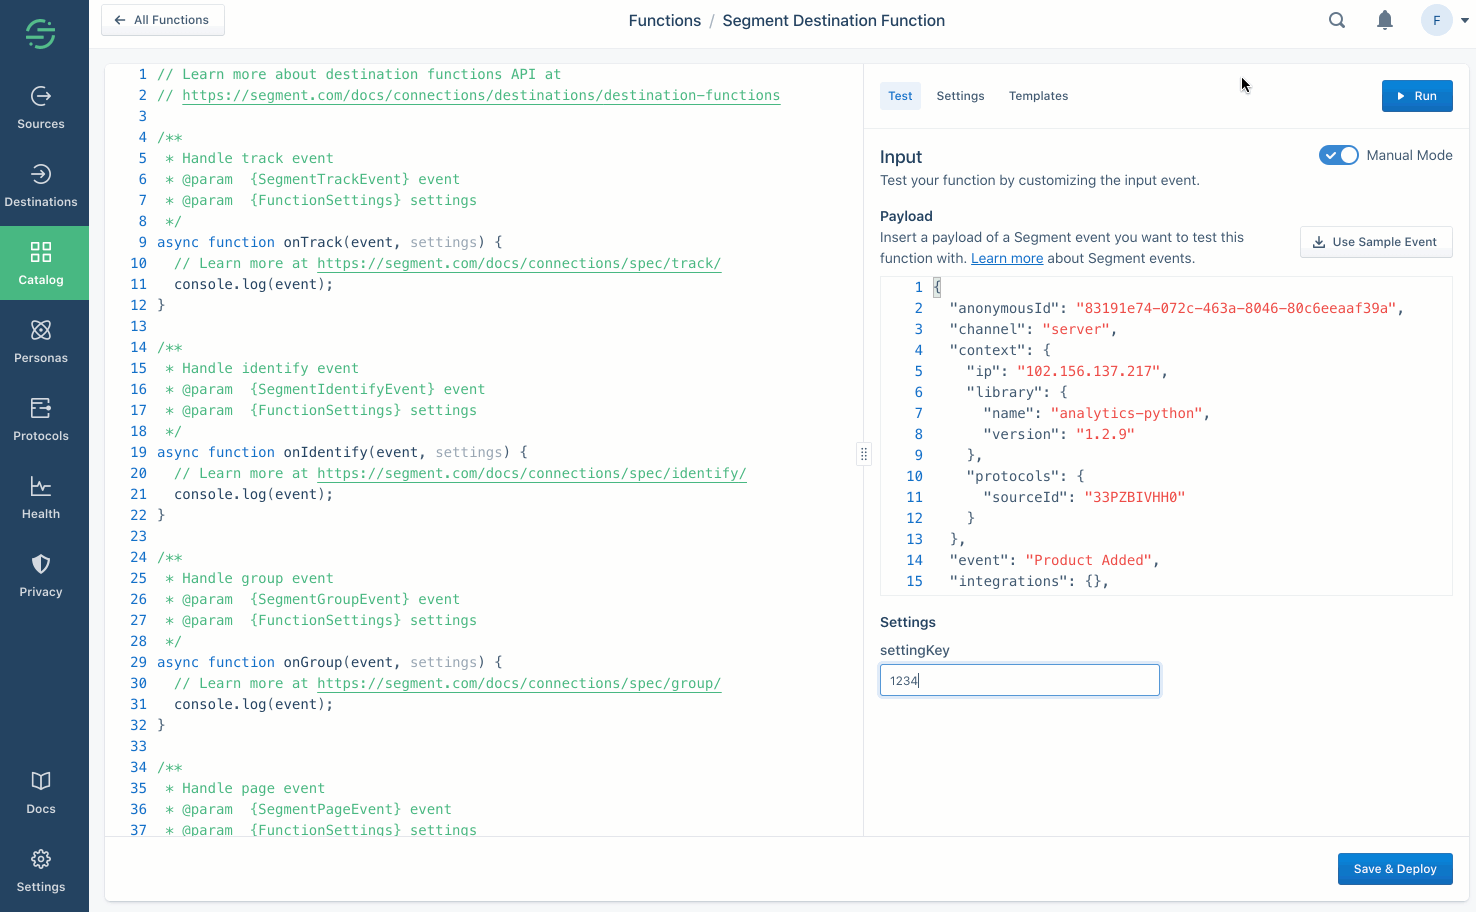 All Functions
Functions / Segment Destination Function
F
Sources
Destinations
Catalog
Personas
Protocols
Health
Privacy
Docs
Settings
1 // Learn more about destination functions API at
2 // https://segment.com/docs/connections/destinations/destination-functions
3
4 /**
5 * Handle track event
6 * @param {SegmentTrackEvent} event
7 * @param {FunctionSettings} settings
8 */
9 async function onTrack(event, settings) {
10 // Learn more at https://segment.com/docs/connections/spec/track/
11 console.log(event);
12 }
13
14 /**
15 * Handle identify event
16 * @param {SegmentIdentifyEvent} event
17 * @param {FunctionSettings} settings
18 */
19 async function onIdentify(event, settings) {
20 // Learn more at https://segment.com/docs/connections/spec/identify/
21 console.log(event);
22 }
23
24 /**
25 * Handle group event
26 * @param {SegmentGroupEvent} event
27 * @param {FunctionSettings} settings
28 */
29 async function onGroup(event, settings) {
30 // Learn more at https://segment.com/docs/connections/spec/group/
31 console.log(event);
32 }
33
34 /**
35 * Handle page event
36 * @param {SegmentPageEvent} event
37 * @param {FunctionSettings} settings
Test Settings Templates
Run
Input
Manual Mode
Test your function by customizing the input event.
Payload
Insert a payload of a Segment event you want to test this
function with. Learn more about Segment events.
Use Sample Event
1 {
2 "anonymousId": "83191e74-072c-463a-8046-80c6eeaaf39a",
3 "channel": "server",
4 "context": {
5 "ip": "102.156.137.217",
6 "library": {
7 "name": "analytics-python",
8 "version": "1.2.9"
9 },
10 "protocols": {
11 "sourceId": "33PZBIVHH0"
12 }
13 },
14 "event": "Product Added",
15 "integrations": {},
Settings
settingKey
1234
Save & Deploy